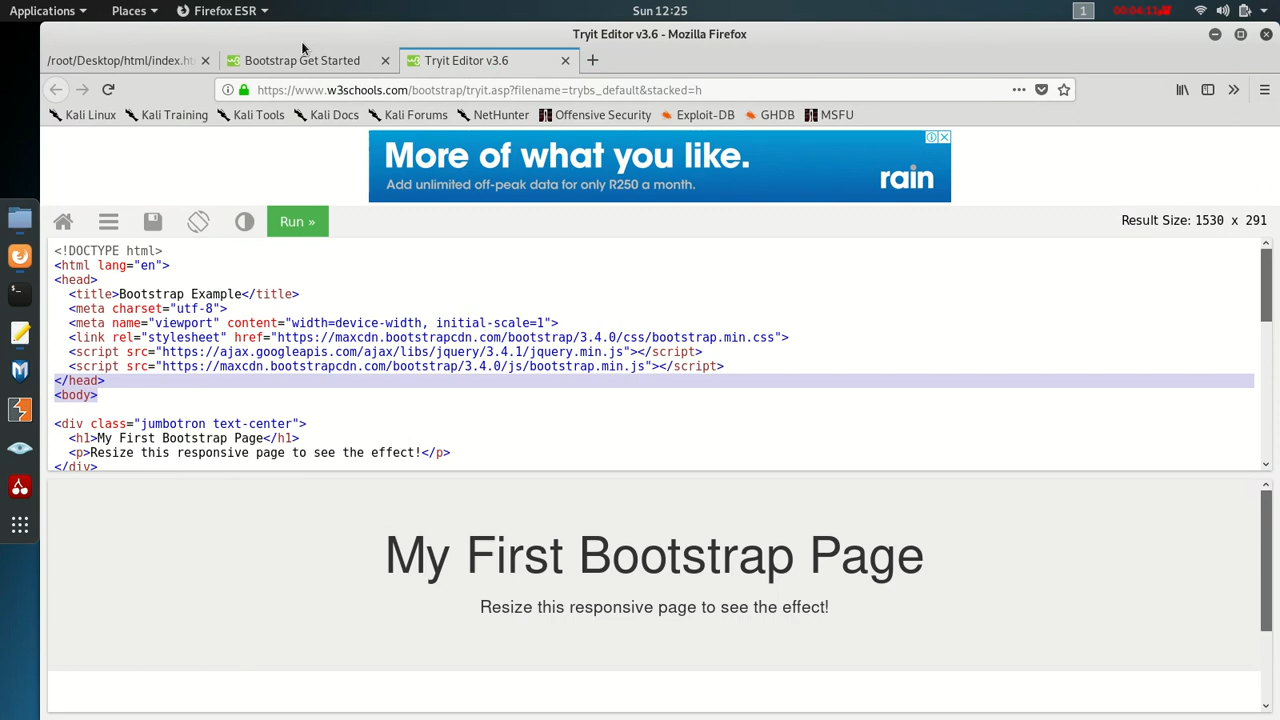 Applications
Places
Firefox ESR
Sun 12:25
1
00:04:11
Tryit Editor v3.6 - Mozilla Firefox
/root/Desktop/html/index.ht
Bootstrap Get Started
Tryit Editor v3.6
https://www.w3schools.com/bootstrap/tryit.asp?filename=trybs_default&stacked=h
Kali Linux
Kali Training
Kali Tools
Kali Docs
Kali Forums
NetHunter
Offensive Security
Exploit-DB
GHDB
MSFU
More of what you like.
Add unlimited off-peak data for only R250 a month.
rain
Run »
Result Size: 1530 x 291
<!DOCTYPE html>
<html lang="en">
<head>
<title>Bootstrap Example</title>
<meta charset="utf-8">
<meta name="viewport" content="width=device-width, initial-scale=1">
<link rel="stylesheet" href="https://maxcdn.bootstrapcdn.com/bootstrap/3.4.0/css/bootstrap.min.css">
<script src="https://ajax.googleapis.com/ajax/libs/jquery/3.4.1/jquery.min.js"></script>
<script src="https://maxcdn.bootstrapcdn.com/bootstrap/3.4.0/js/bootstrap.min.js"></script>
</head>
<body>
<div class="jumbotron text-center">
<h1>My First Bootstrap Page</h1>
<p>Resize this responsive page to see the effect!</p>
</div>
My First Bootstrap Page
Resize this responsive page to see the effect!